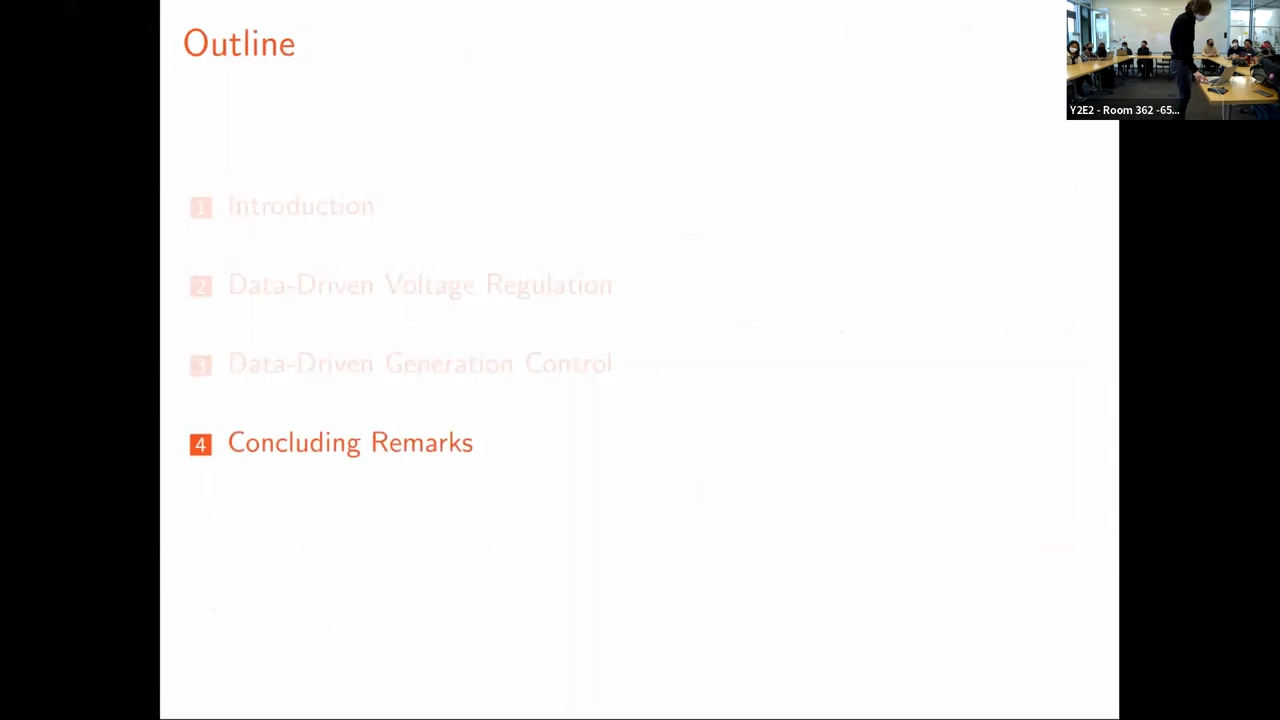 Outline
1 Introduction
2 Data-Driven Voltage Regulation
3 Data-Driven Generation Control
4 Concluding Remarks
Y2E2 - Room 362 -65...